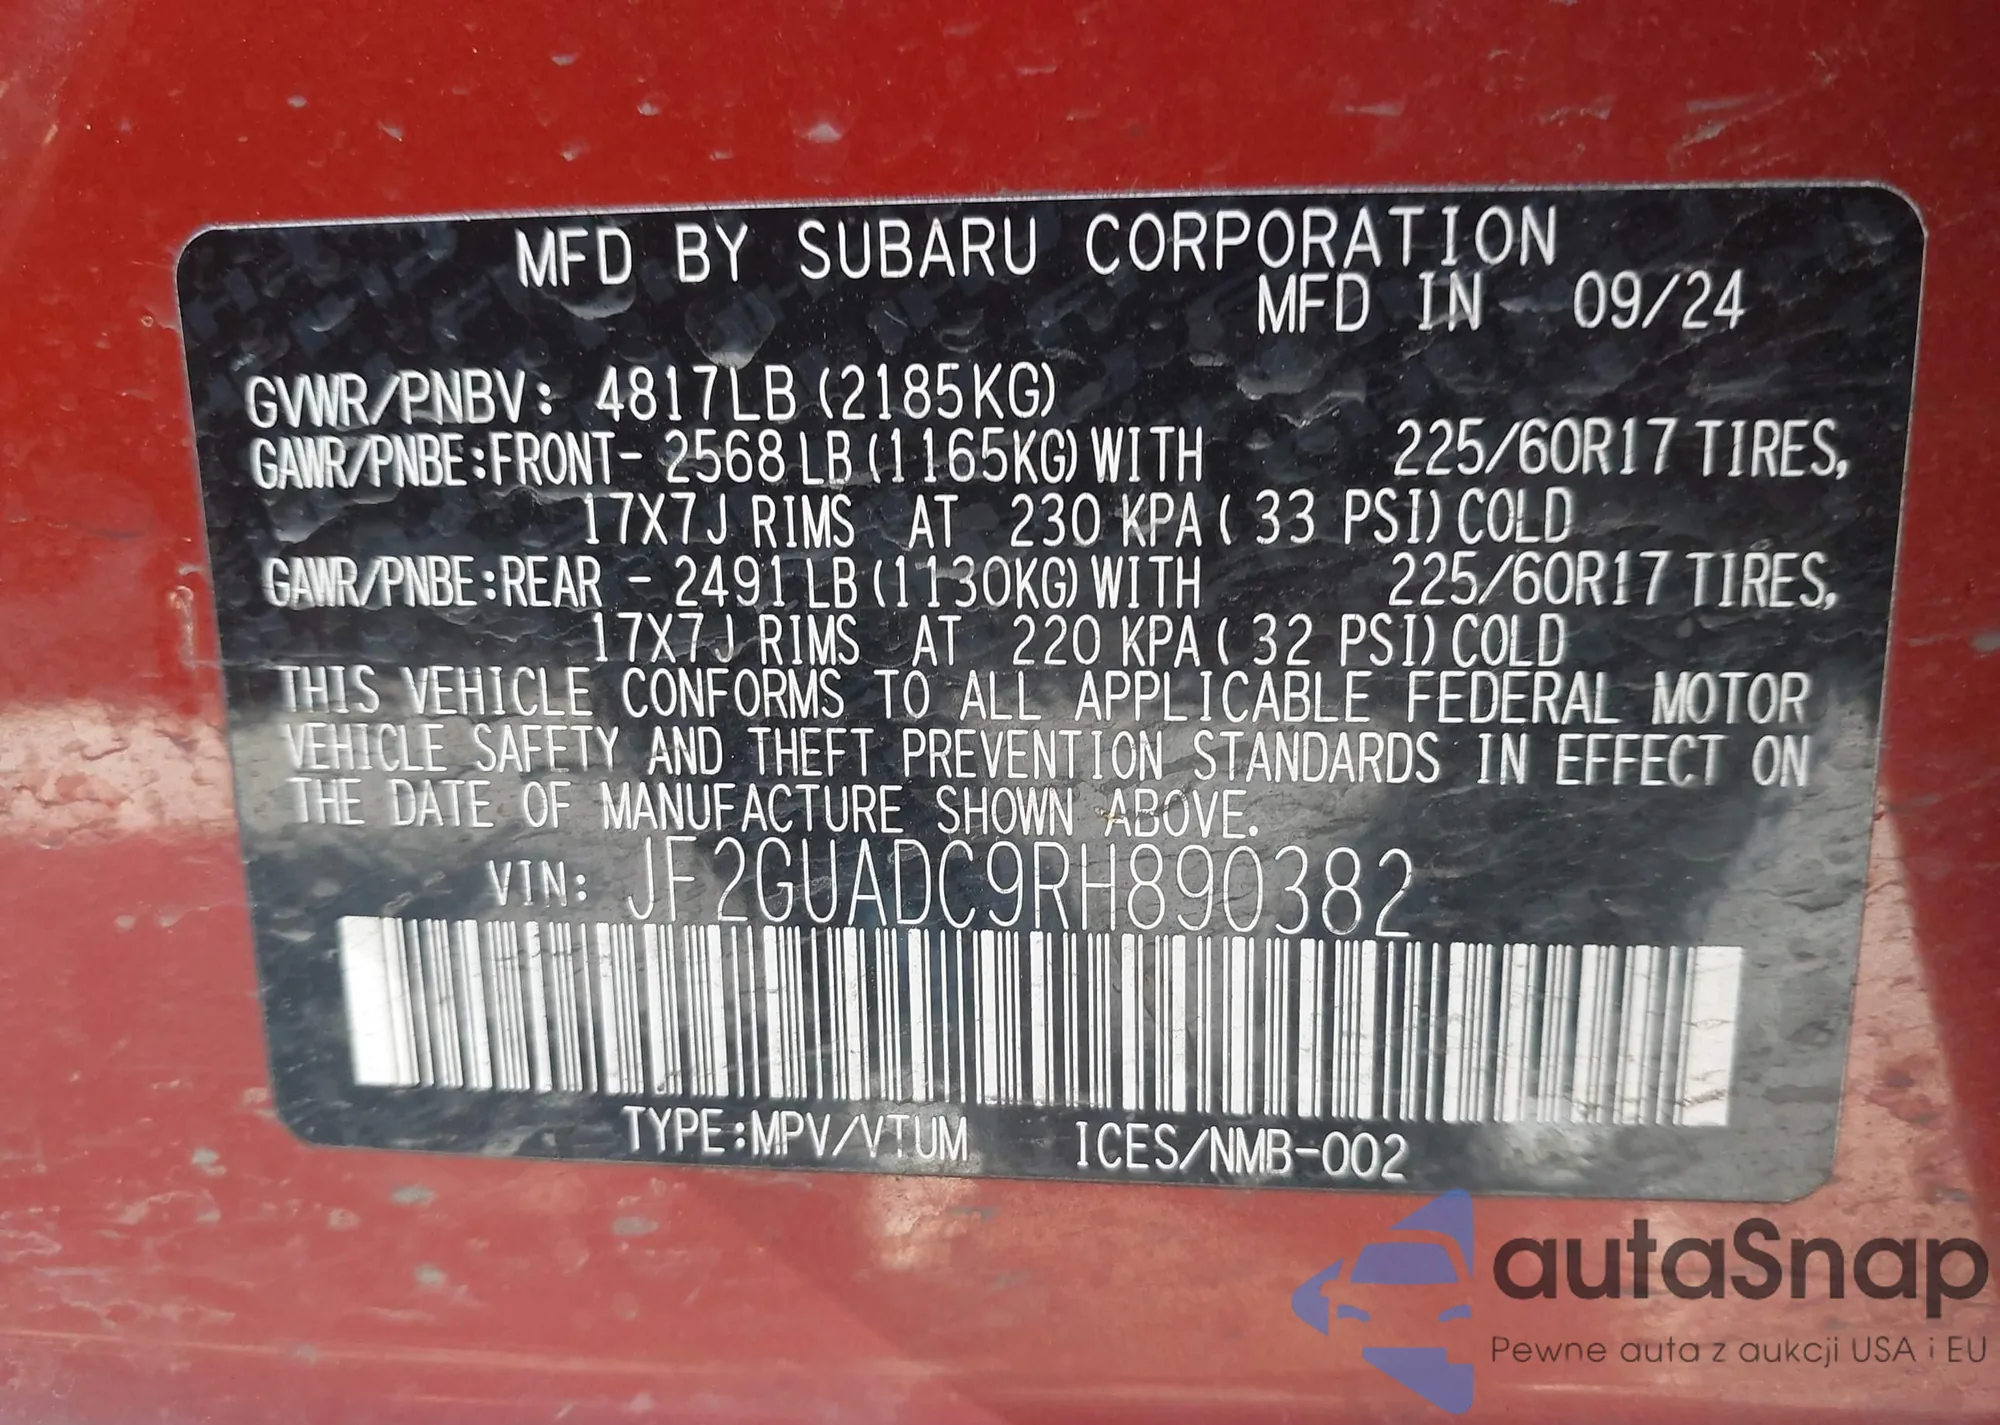 MFD BY SUBARU CORPORATION
MFD IN 09/24
GVWR/PNBV: 4817LB (2185KG)
GAWR/PNBE:FRONT- 2568 LB (1165KG) WITH 225/60R17 TIRES,
17X7J RIMS AT 230 KPA ( 33 PSI) COLD
GAWR/PNBE:REAR - 2491 LB (1130KG) WITH 225/60R17 TIRES,
17X7J RIMS AT 220 KPA ( 32 PSI) COLD
THIS VEHICLE CONFORMS TO ALL APPLICABLE FEDERAL MOTOR
VEHICLE SAFETY AND THEFT PREVENTION STANDARDS IN EFFECT ON
THE DATE OF MANUFACTURE SHOWN ABOVE.
VIN: JF2GUADC9RH890382
TYPE:MPV/VTUM ICES/NMB-002
autaSnap
Pewne auta z aukcji USA i EU